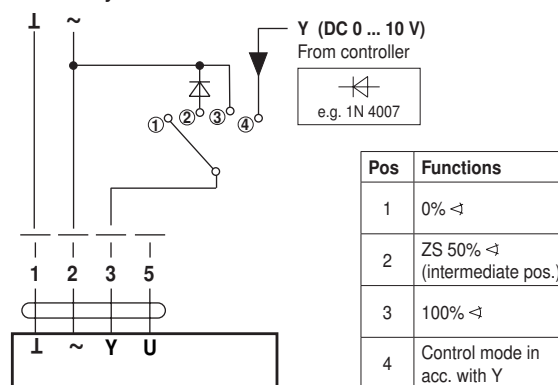 ⊥ ~
Y (DC 0 ... 10 V)
From controller
e.g. 1N 4007
① ② ③ ④
Pos Functions
1 0% ⊲
2 ZS 50% ⊲
(intermediate pos.)
3 100% ⊲
4 Control mode in
acc. with Y
1 2 3 5
⊥ ~ Y U